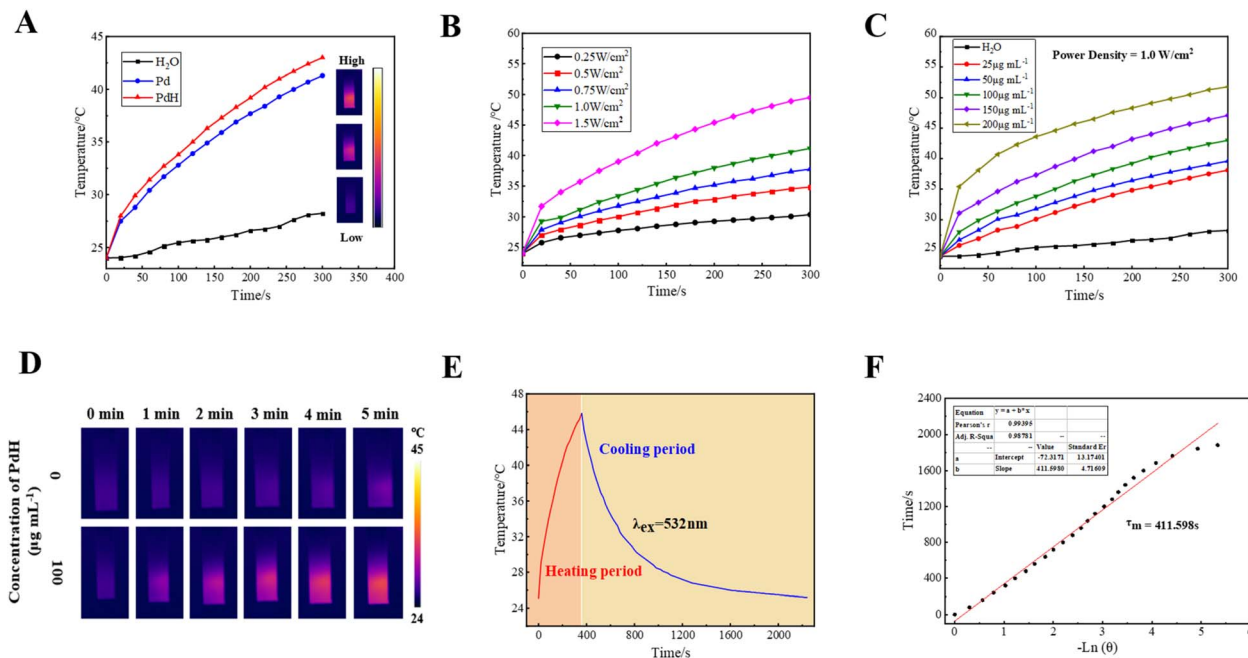 A
Temperature/°C
45
40
35
30
25
H₂O
Pd
PdH
High
Low
0 50 100 150 200 250 300 350 400
Time/s
B
Temperature /°C
60
55
50
45
40
35
30
25
0.25W/cm²
0.5W/cm²
0.75W/cm²
1.0W/cm²
1.5W/cm²
0 50 100 150 200 250 300
Time/s
C
Temperature/°C
60
55
50
45
40
35
30
25
H₂O
25µg mL⁻¹
50µg mL⁻¹
100µg mL⁻¹
150µg mL⁻¹
200µg mL⁻¹
Power Density = 1.0 W/cm²
0 50 100 150 200 250 300
Time/s
D
0 min 1 min 2 min 3 min 4 min 5 min
Concentration of PdH
(µg mL⁻¹)
0
100
°C
45
24
E
Temperature/°C
48
44
40
36
32
28
24
Cooling period
λex=532nm
Heating period
0 400 800 1200 1600 2000
Time/s
F
Time/s
2400
2000
1600
1200
800
400
0
Equation y = a + b*x
Pearson's r 0.99395
Adj. R-Squa 0.98781 --
-- -- Value Standard Er
a Intercept -72.3171 13.17401
b Slope 411.5980 4.71609
τm = 411.598s
0 1 2 3 4 5 6
-Ln (θ)